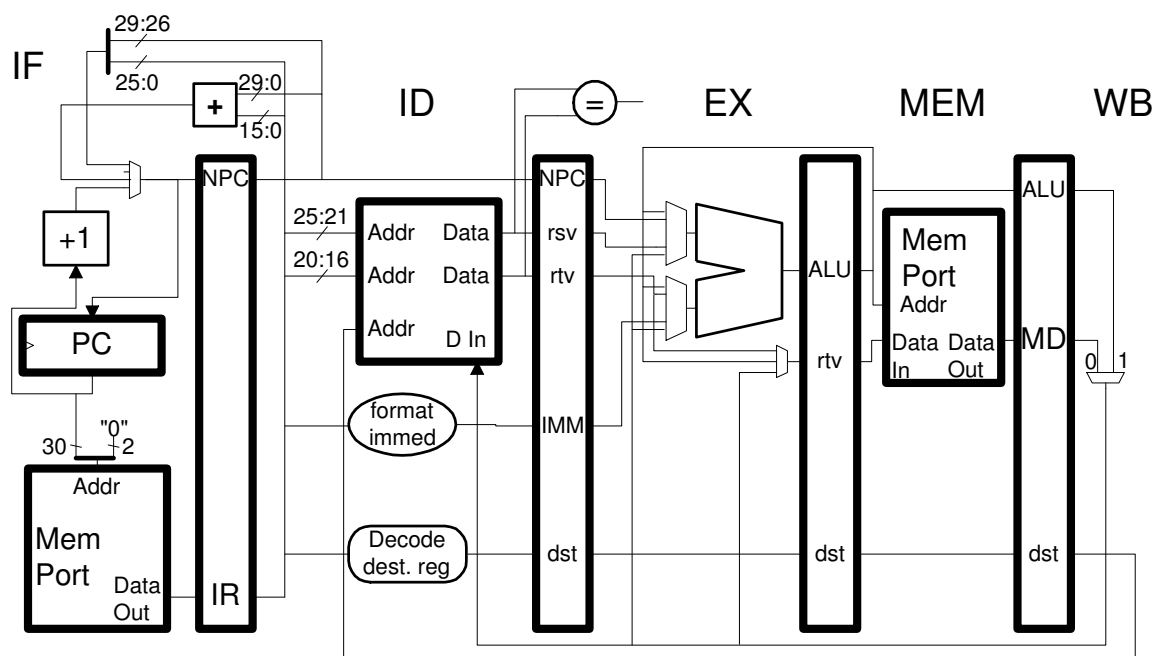 29:26
IF
25:0
+
29:0
15:0
ID
=
EX
MEM
WB
NPC
NPC
ALU
+1
25:21
Addr
Data
rsv
20:16
Addr
Data
rtv
ALU
Mem
Port
Addr
PC
Addr
D In
rtv
Data
In
Data
Out
MD
0
1
format
immed
IMM
30
"0"
2
Addr
Mem
Port
Data
Out
IR
Decode
dest. reg
dst
dst
dst